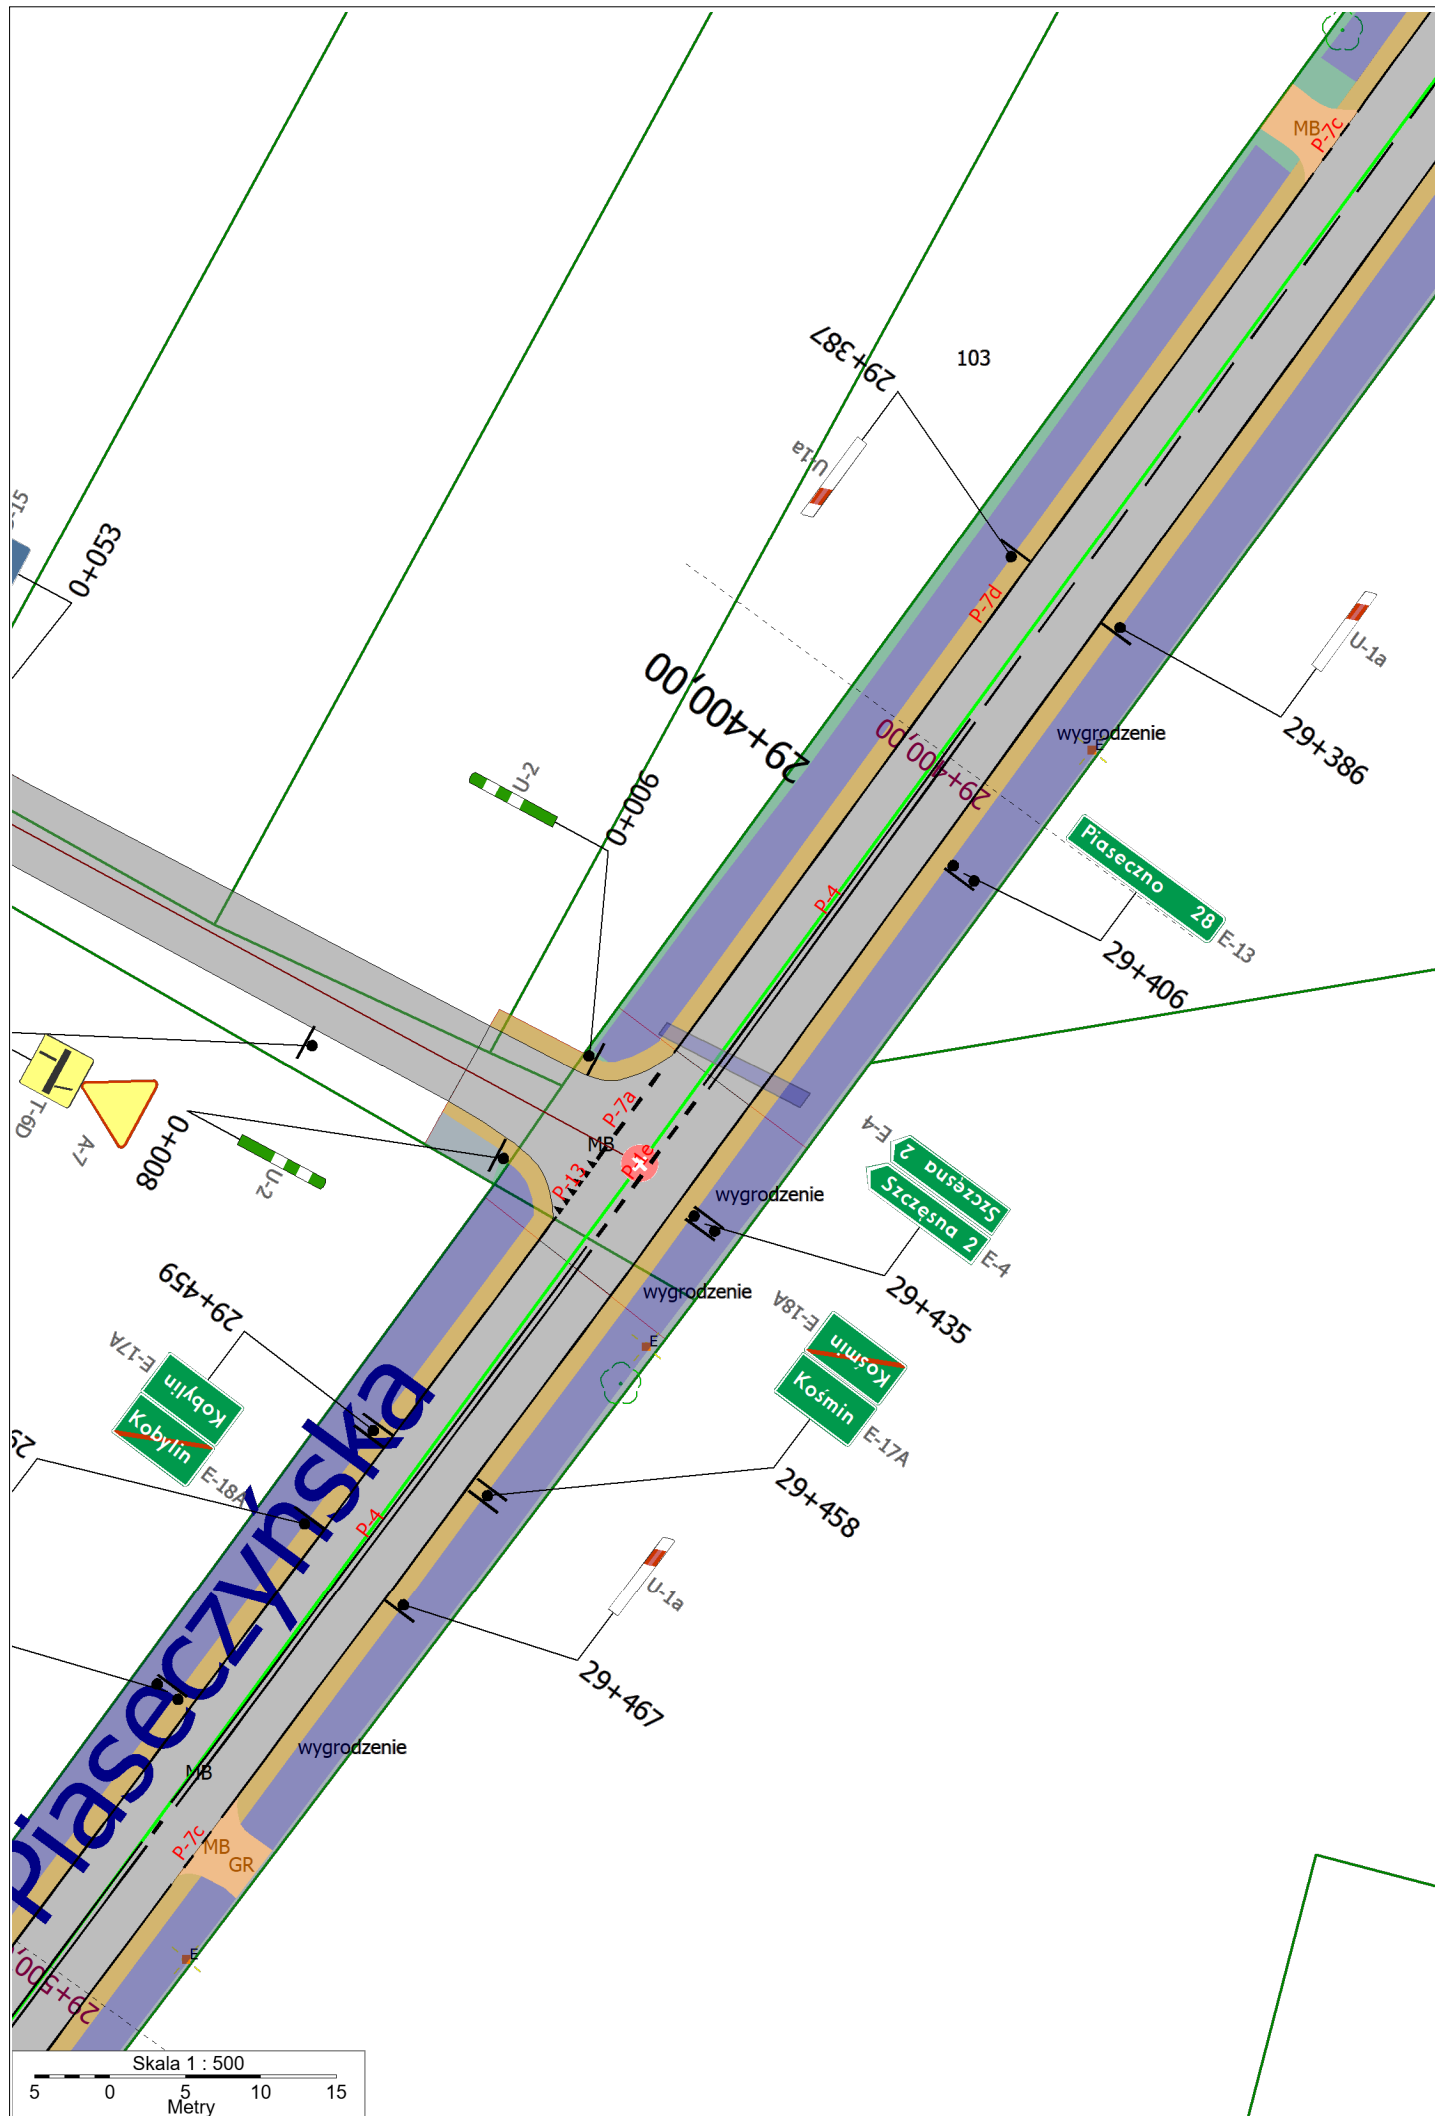 MB
P-7c
29+387
103
U-1a
-15
0+053
P-7d
U-1a
29+400,00
29+400,00
wygrodzenie
E
29+386
U-2
0+006
Piaseczno 28
E-13
P-4
29+406
T-6D
A-7
0+008
U-2
P-7a
MB
P-1e
P-13
wygrodzenie
E-4
Szczęsna 2
Szczęsna 2
E-4
29+435
wygrodzenie
29+459
E-17A
Kobylin
Kobylin
E-18A
E
E-18A
Kośmin
Kośmin
E-17A
29+458
29
P-4
Piaseczyńska
U-1a
29+467
wygrodzenie
MB
P-7c
MB
GR
E
29+500,
Skala 1 : 500
5 0 5 10 15
Metry